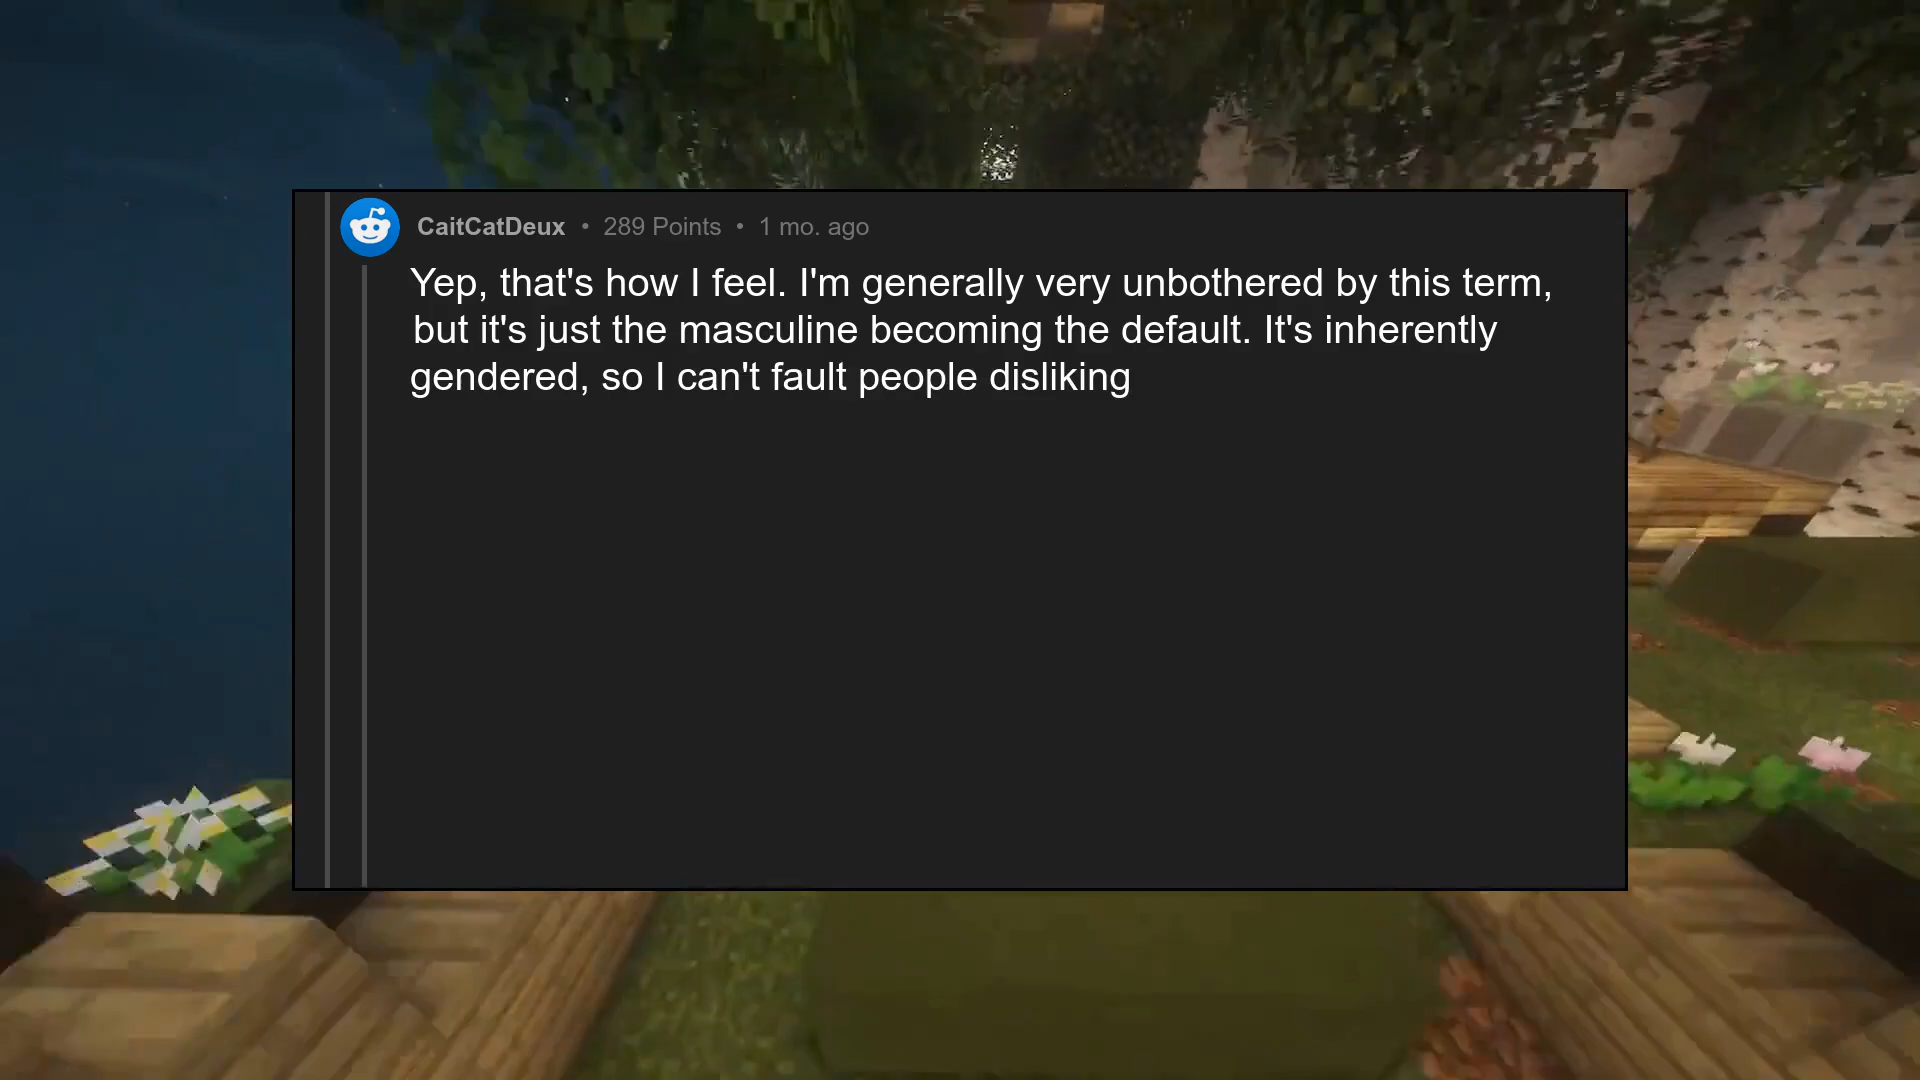 CaitCatDeux • 289 Points • 1 mo. ago
Yep, that's how I feel. I'm generally very unbothered by this term,
but it's just the masculine becoming the default. It's inherently
gendered, so I can't fault people disliking